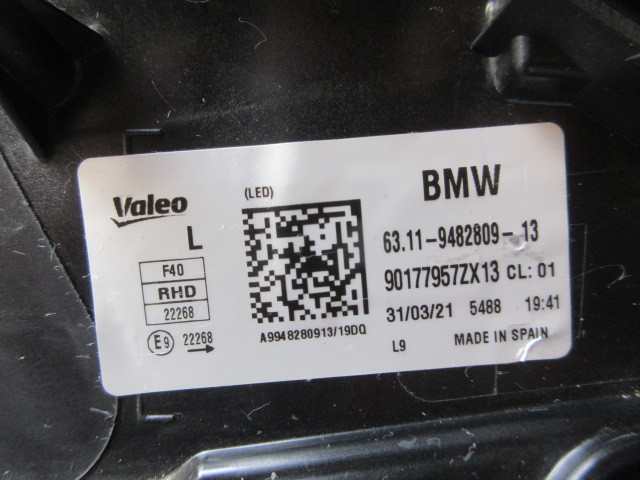 Valeo
(LED)
BMW
L
63.11-9482809-13
F40
RHD
22268
90177957ZX13 CL: 01
31/03/21 5488 19:41
E9 22268
A9948280913/19DQ
L9 MADE IN SPAIN